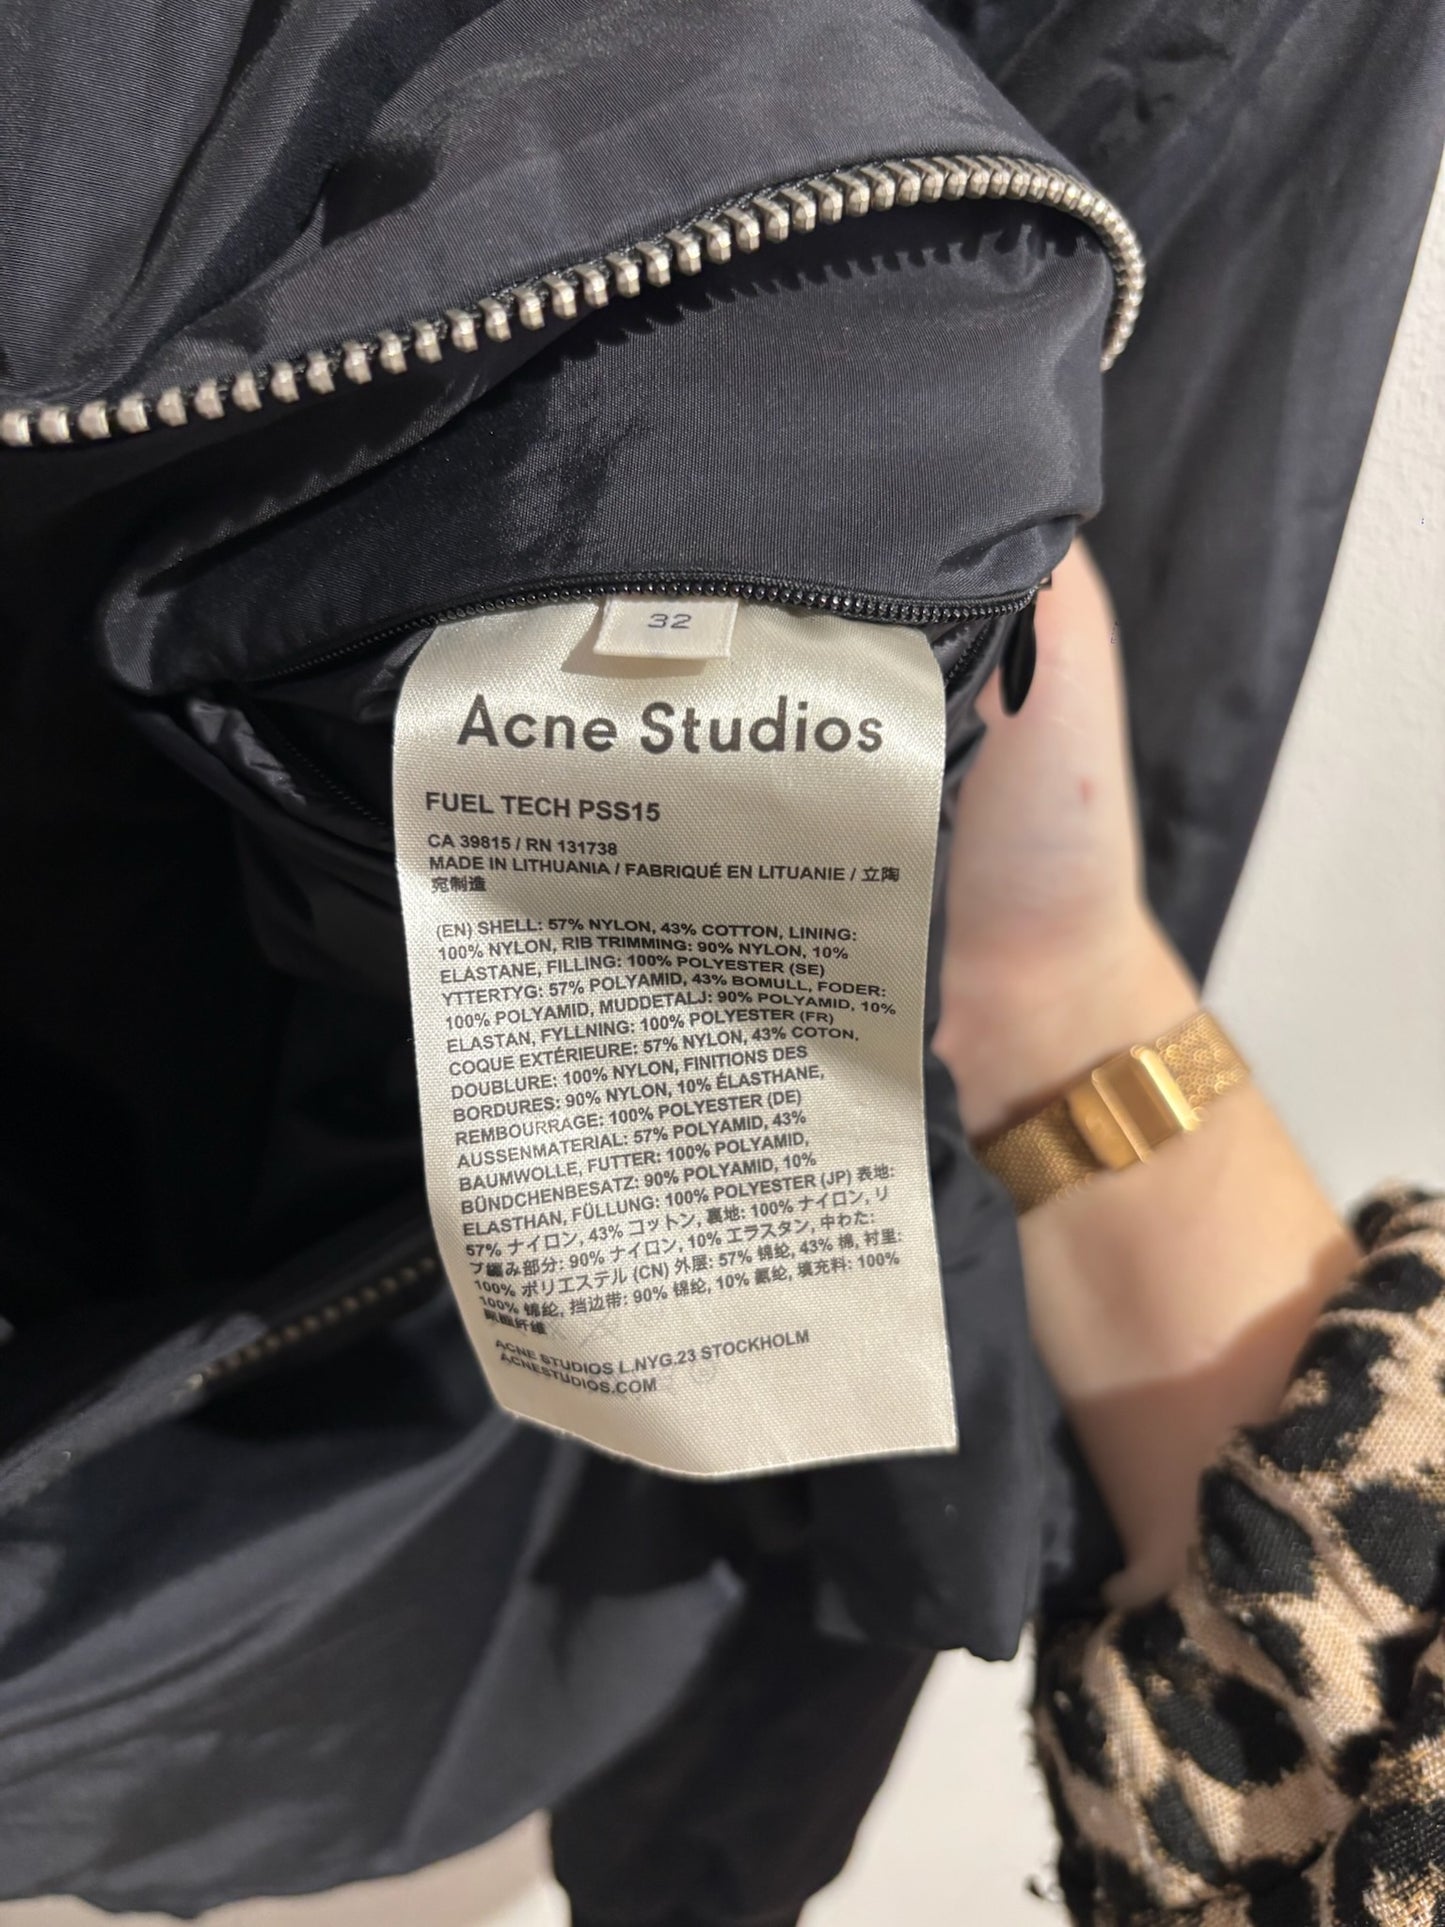 32
Acne Studios
FUEL TECH PSS15
CA 39815 / RN 131738
MADE IN LITHUANIA / FABRIQUÉ EN LITUANIE / 立陶
宛制造
(EN) SHELL: 57% NYLON, 43% COTTON, LINING:
100% NYLON, RIB TRIMMING: 90% NYLON, 10%
ELASTANE, FILLING: 100% POLYESTER (SE)
YTTERTYG: 57% POLYAMID, 43% BOMULL, FODER:
100% POLYAMID, MUDDETALJ: 90% POLYAMID, 10%
ELASTAN, FYLLNING: 100% POLYESTER (FR)
COQUE EXTÉRIEURE: 57% NYLON, 43% COTON,
DOUBLURE: 100% NYLON, FINITIONS DES
BORDURES: 90% NYLON, 10% ÉLASTHANE,
REMBOURRAGE: 100% POLYESTER (DE)
AUSSENMATERIAL: 57% POLYAMID, 43%
BAUMWOLLE, FUTTER: 100% POLYAMID,
BÜNDCHENBESATZ: 90% POLYAMID, 10%
ELASTHAN, FÜLLUNG: 100% POLYESTER (JP) 表地:
57% ナイロン, 43% コットン, 裏地: 100% ナイロン, リ
ブ編み部分: 90% ナイロン, 10% エラスタン, 中わた:
100% ポリエステル (CN) 外层: 57% 锦纶, 43% 棉, 衬里:
100% 锦纶, 挡边带: 90% 锦纶, 10% 氨纶, 填充料: 100%
聚酯纤维
ACNE STUDIOS L.NYG.23 STOCKHOLM
ACNESTUDIOS.COM